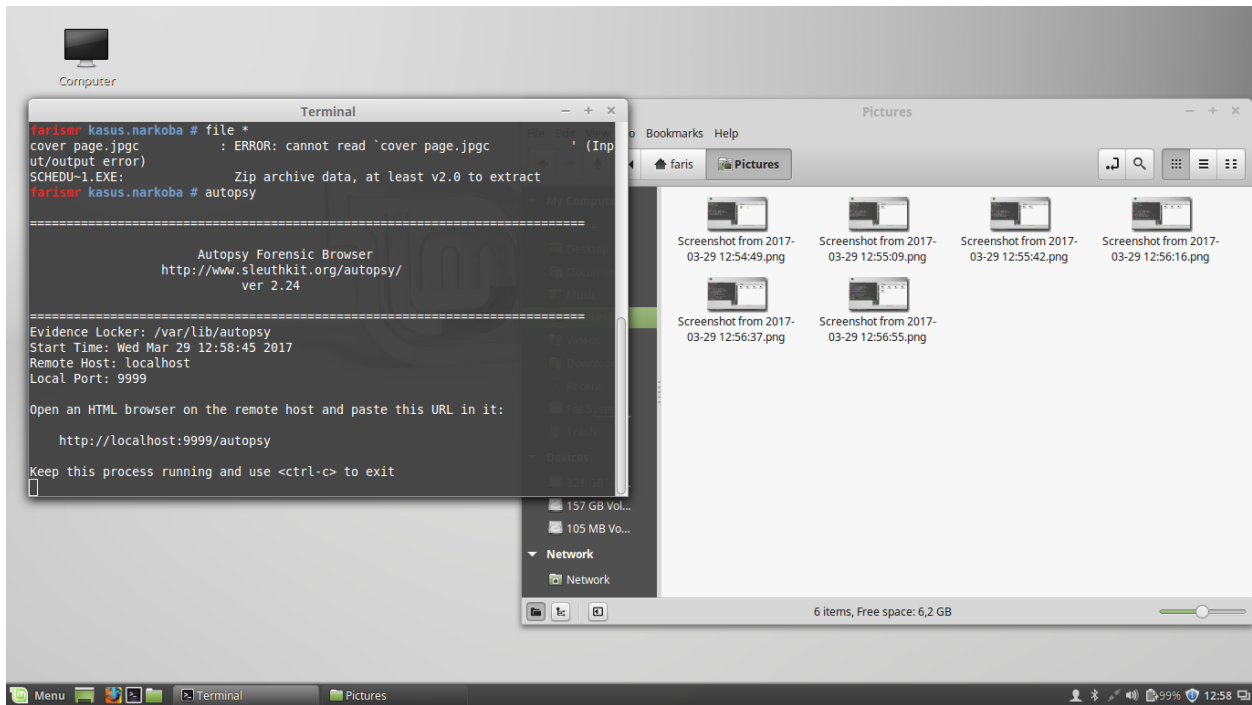 Computer
Terminal
farismr kasus.narkoba # file *
cover page.jpgc : ERROR: cannot read `cover page.jpgc ' (Inp
ut/output error)
SCHEDU~1.EXE: Zip archive data, at least v2.0 to extract
farismr kasus.narkoba # autopsy
============================================================================
Autopsy Forensic Browser
http://www.sleuthkit.org/autopsy/
ver 2.24
============================================================================
Evidence Locker: /var/lib/autopsy
Start Time: Wed Mar 29 12:58:45 2017
Remote Host: localhost
Local Port: 9999
Open an HTML browser on the remote host and paste this URL in it:
http://localhost:9999/autopsy
Keep this process running and use <ctrl-c> to exit
Pictures
File Edit View Bookmarks Help
faris Pictures
My Computer
Desktop
Devices
157 GB Vol...
105 MB Vo...
Network
Network
Screenshot from 2017-
03-29 12:54:49.png
Screenshot from 2017-
03-29 12:55:09.png
Screenshot from 2017-
03-29 12:55:42.png
Screenshot from 2017-
03-29 12:56:16.png
Screenshot from 2017-
03-29 12:56:37.png
Screenshot from 2017-
03-29 12:56:55.png
6 items, Free space: 6,2 GB
Menu Terminal Pictures 99% 12:58